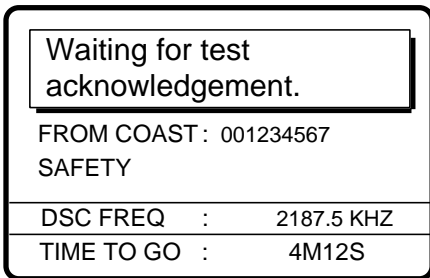 Waiting for test
acknowledgement.
FROM COAST : 001234567
SAFETY
DSC FREQ : 2187.5 KHZ
TIME TO GO : 4M12S